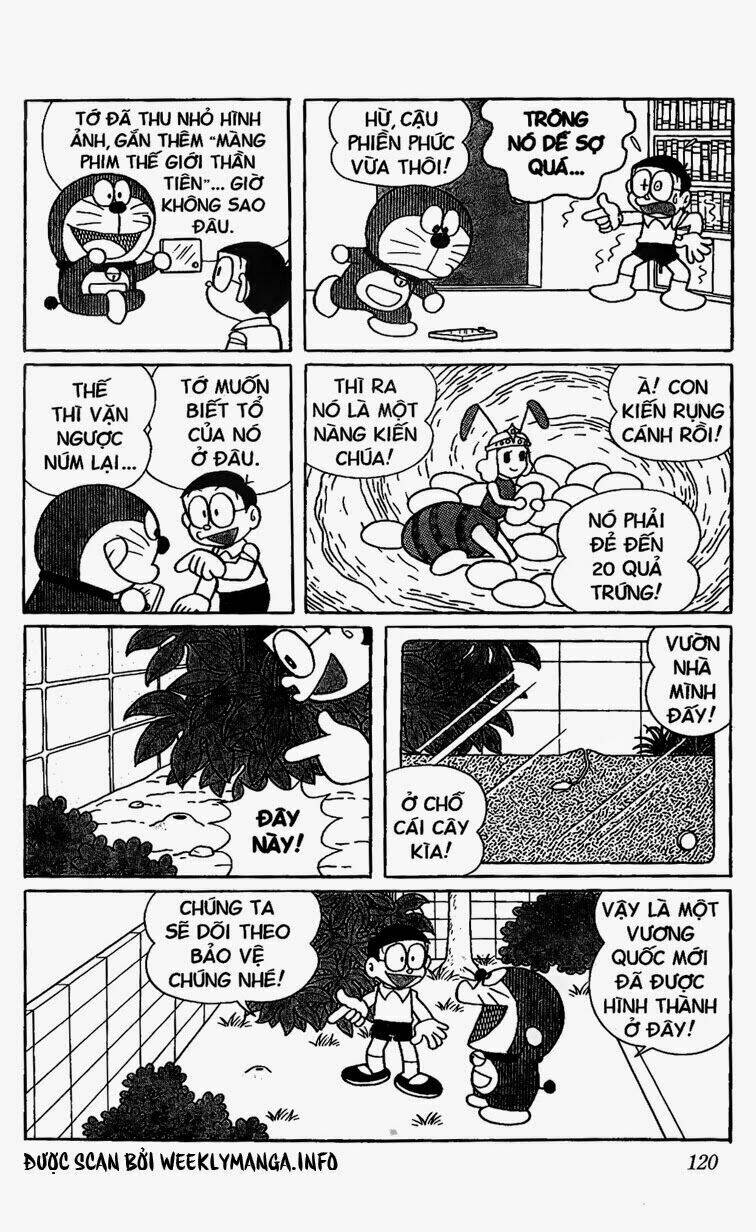 TRÔNG
NÓ DỄ SỢ
QUÁ...
HỪ, CẬU
PHIỀN PHỨC
VỪA THÔI!
TỚ ĐÃ THU NHỎ HÌNH
ẢNH, GẮN THÊM "MÀNG
PHIM THẾ GIỚI THẦN
TIÊN"... GIỜ
KHÔNG SAO
ĐÂU.
À! CON
KIẾN RỤNG
CÁNH RỒI!
THÌ RA
NÓ LÀ MỘT
NÀNG KIẾN
CHÚA!
NÓ PHẢI
ĐẺ ĐẾN
20 QUẢ
TRỨNG!
TỚ MUỐN
BIẾT TỔ
CỦA NÓ
Ở ĐÂU.
THẾ
THÌ VẶN
NGƯỢC
NÚM LẠI...
VƯỜN
NHÀ
MÌNH
ĐẤY!
Ở CHỖ
CÁI CÂY
KÌA!
ĐÂY
NÀY!
VẬY LÀ MỘT
VƯƠNG
QUỐC MỚI
ĐÃ ĐƯỢC
HÌNH THÀNH
Ở ĐÂY!
CHÚNG TA
SẼ DÕI THEO
BẢO VỆ
CHÚNG NHÉ!
ĐƯỢC SCAN BỞI WEEKLYMANGA.INFO
120